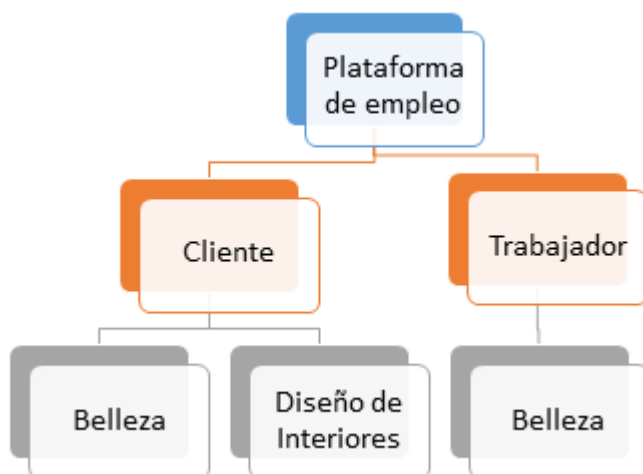 Plataforma
de empleo
Cliente
Trabajador
Belleza
Diseño de
Interiores
Belleza